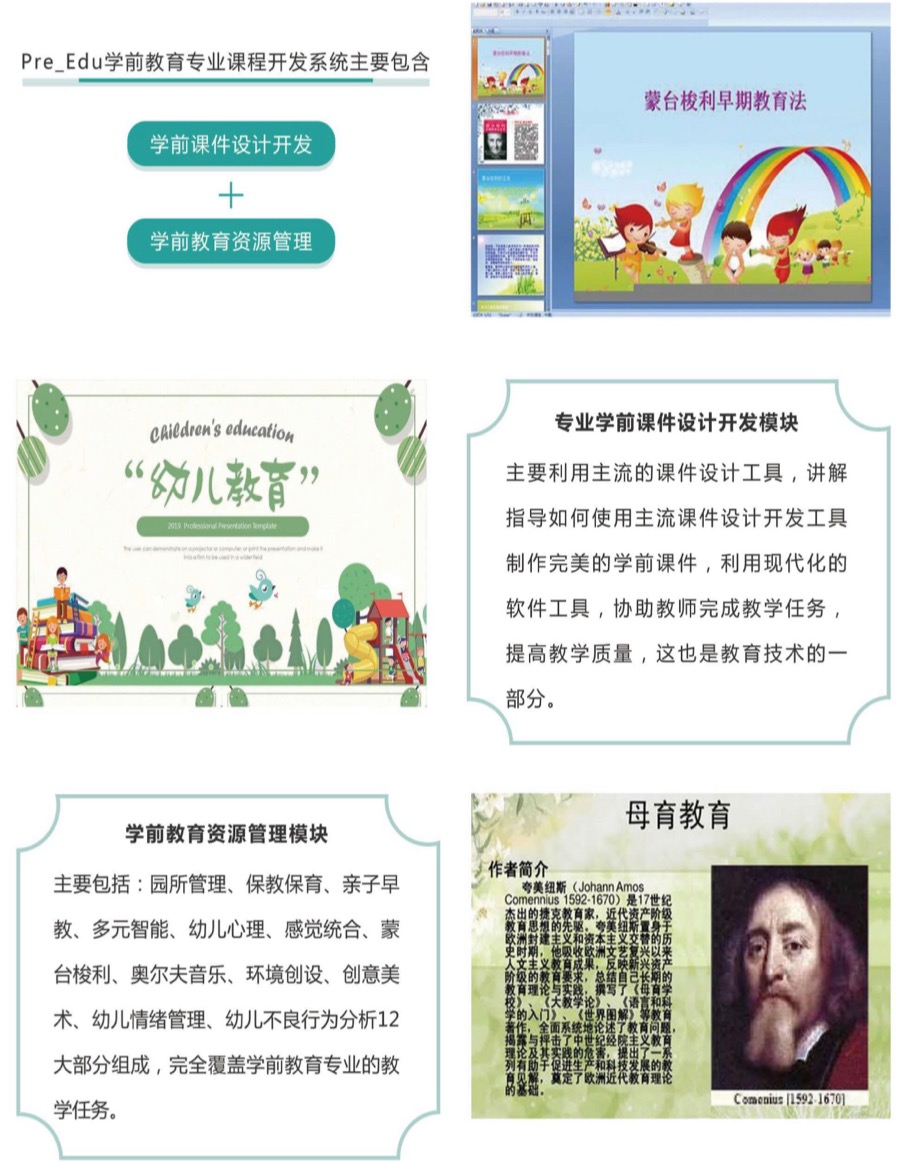 Pre_Edu学前教育专业课程开发系统主要包含
学前课件设计开发
+
学前教育资源管理
蒙台梭利早期教育法
Children's education
“幼儿教育”
2019 Professional Presentation Template
The user can demonstrate on a projector or computer, or print the presentation and make it
into a film to be used in a wider field
专业学前课件设计开发模块
主要利用主流的课件设计工具，讲解
指导如何使用主流课件设计开发工具
制作完美的学前课件，利用现代化的
软件工具，协助教师完成教学任务，
提高教学质量，这也是教育技术的一
部分。
学前教育资源管理模块
主要包括：园所管理、保教保育、亲子早
教、多元智能、幼儿心理、感觉统合、蒙
台梭利、奥尔夫音乐、环境创设、创意美
术、幼儿情绪管理、幼儿不良行为分析12
大部分组成，完全覆盖学前教育专业的教
学任务。
母育教育
作者简介
夸美纽斯（Johann Amos
Comennius 1592-1670）是17世纪
杰出的捷克教育家，近代资产阶级
教育思想的先驱。夸美纽斯置身于
欧洲封建主义和资本主义交替的历
史时期，他吸收欧洲文艺复兴以来
人文主义教育成果，反映新兴资产
阶级的教育要求，总结自己长期的
教育理论与实践，撰写了《母育学
校》、《大教学论》、《语言和科
学的入门》、《世界图解》等教育
著作，全面系统地论述了教育问题，
揭露与抨击了中世纪经院主义教育
理论及其实践的危害，提出了一系
列有助于促进生产和科技发展的教
育见解，奠定了欧洲近代教育理论
的基础。
Comenius [1592-1670]